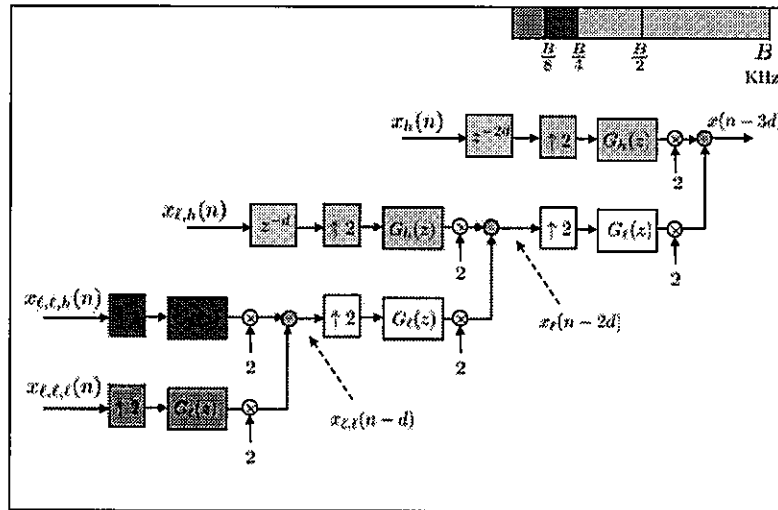 B/8 B/4 B/2 B
KHz
x_h(n) z^{-2d} ↑2 G_h(z) x(n − 3d)
2
x_{ℓ,h}(n) z^{-d} ↑2 G_h(z) ↑2 G_ℓ(z)
2 2
x_{ℓ,ℓ,h}(n) ↑2 G_ℓ(z) x_ℓ(n − 2d)
2 2
x_{ℓ,ℓ,ℓ}(n) ↑2 G_ℓ(z) x_{ℓ,ℓ}(n − d)
2